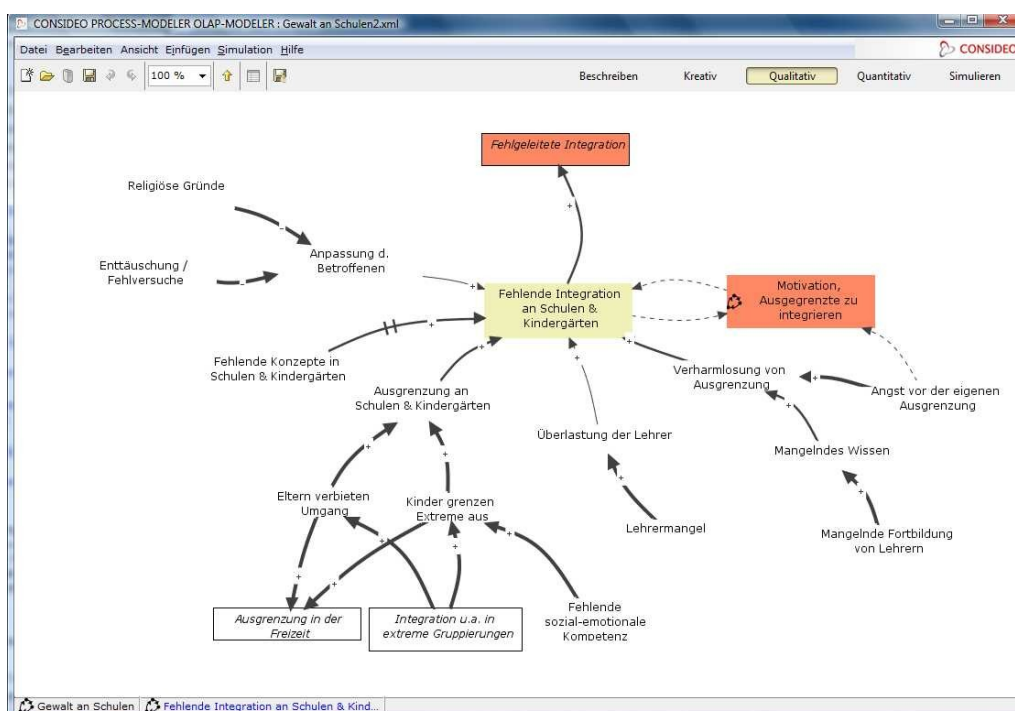 CONSIDEO PROCESS-MODELER OLAP-MODELER : Gewalt an Schulen2.xml
Datei Bearbeiten Ansicht Einfügen Simulation Hilfe
CONSIDEO
100 %
Beschreiben Kreativ Qualitativ Quantitativ Simulieren
Fehlgeleitete Integration
+
Religiöse Gründe
-
Anpassung d.
Betroffenen
Enttäuschung /
Fehlversuche
-
+
Fehlende Integration
an Schulen &
Kindergärten
Motivation,
Ausgegrenzte zu
integrieren
+
Fehlende Konzepte in
Schulen & Kindergärten
+
+
Verharmlosung von
Ausgrenzung
+
Angst vor der eigenen
Ausgrenzung
Ausgrenzung an
Schulen & Kindergärten
+
Überlastung der Lehrer
Mangelndes Wissen
+
+
+
+
Eltern verbieten
Umgang
Kinder grenzen
Extreme aus
Lehrermangel
Mangelnde Fortbildung
von Lehrern
+
+
+
+
+
Ausgrenzung in der
Freizeit
Integration u.a. in
extreme Gruppierungen
Fehlende
sozial-emotionale
Kompetenz
Gewalt an Schulen
Fehlende Integration an Schulen & Kind...